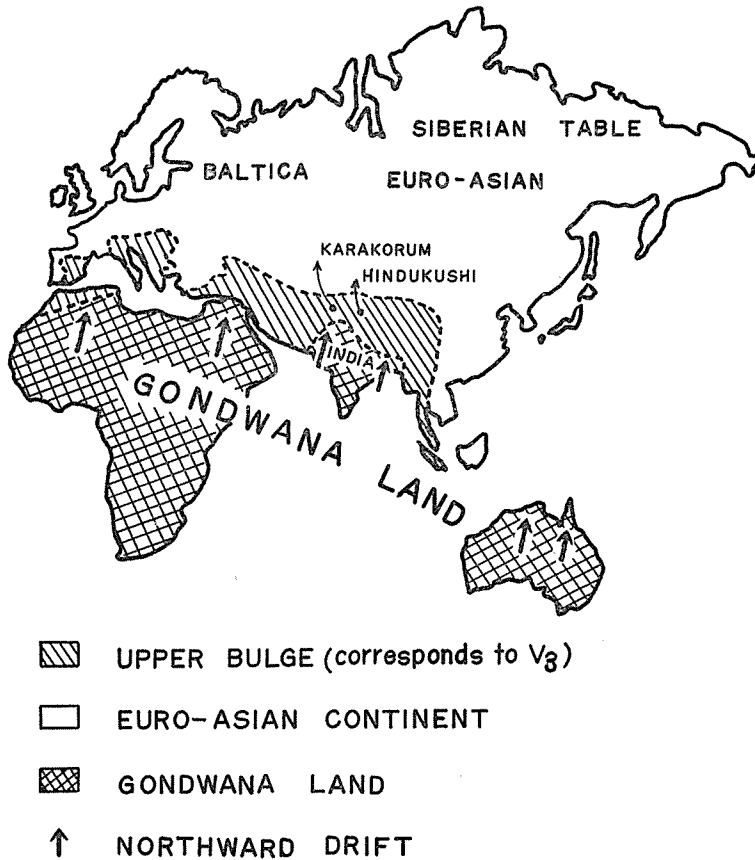 SIBERIAN TABLE
BALTICA
EURO-ASIAN
KARAKORUM
HINDUKUSHI
INDIA
GONDWANA LAND
UPPER BULGE (corresponds to V3)
EURO-ASIAN CONTINENT
GONDWANA LAND
NORTHWARD DRIFT